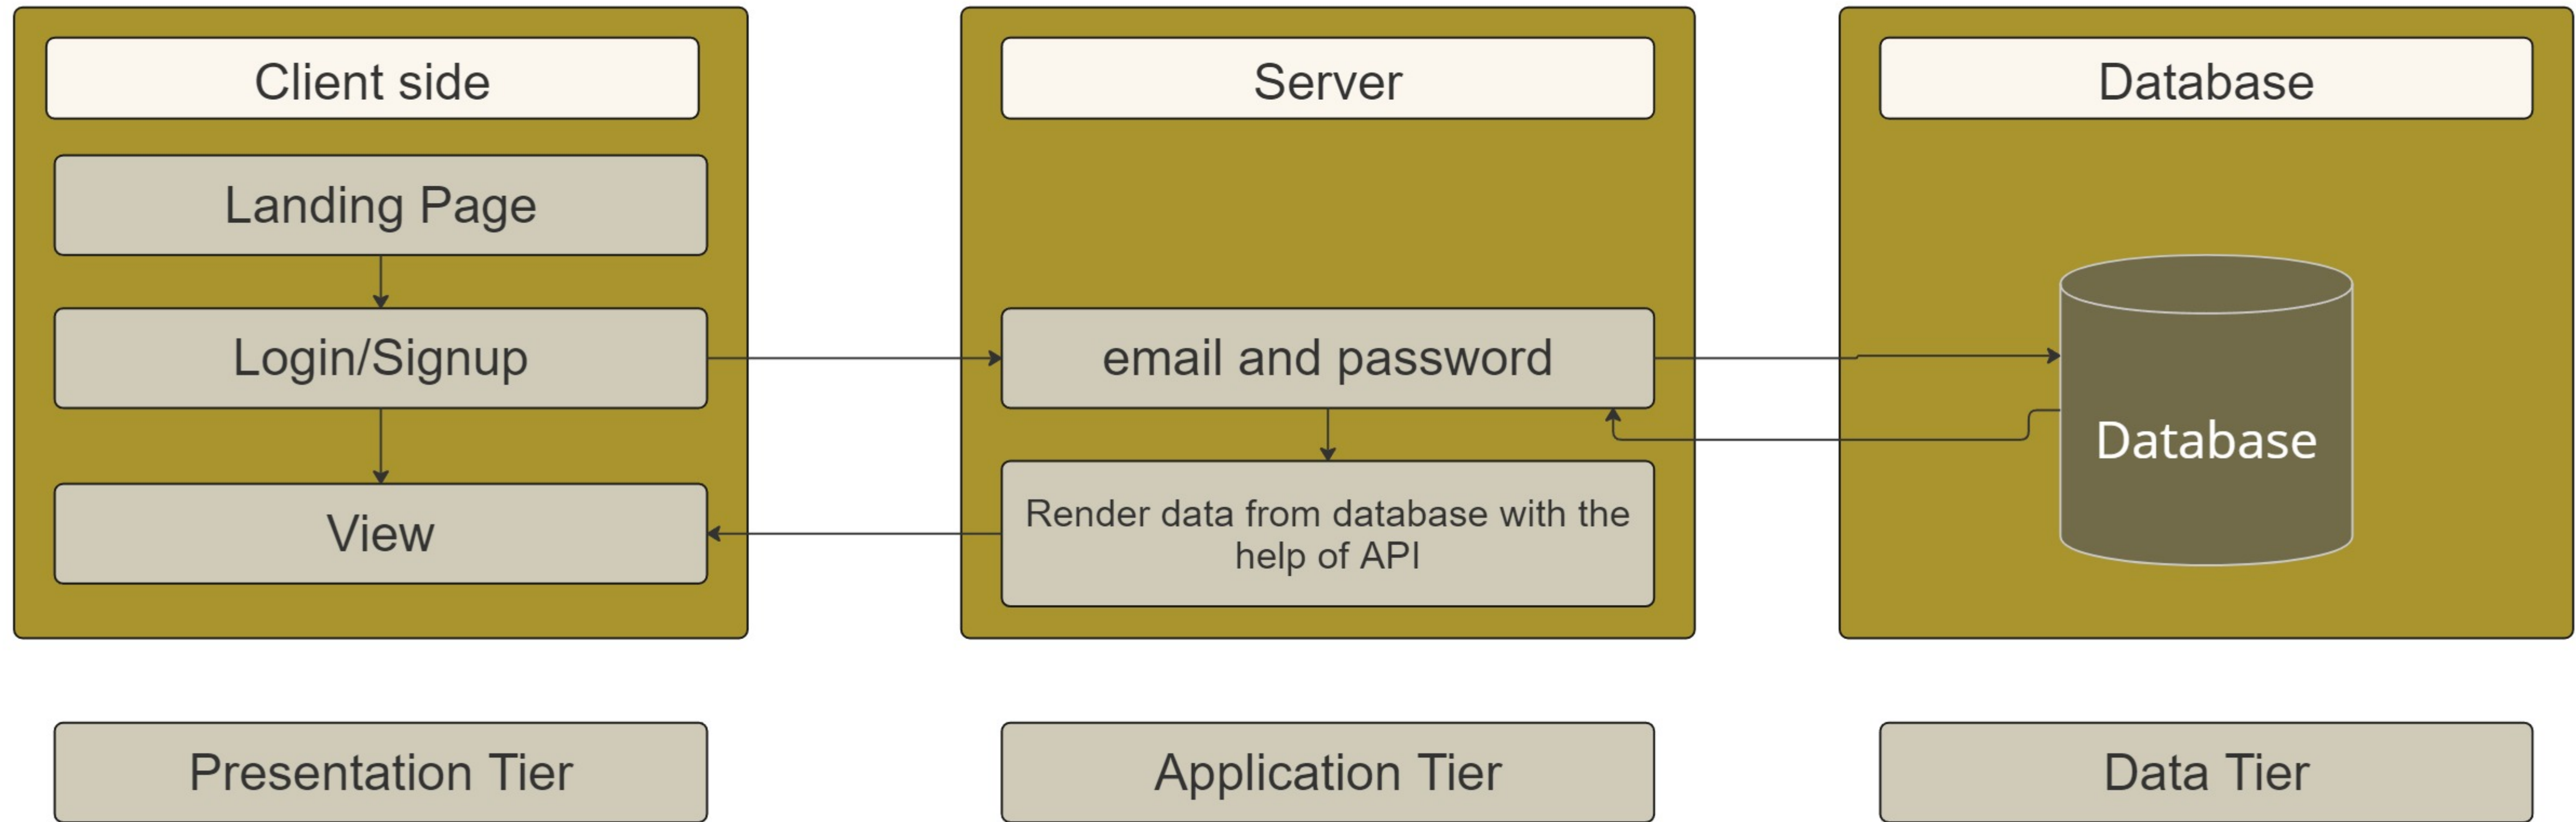 Client side
Landing Page
Login/Signup
View
Server
email and password
Render data from database with the
help of API
Database
Database
Presentation Tier
Application Tier
Data Tier